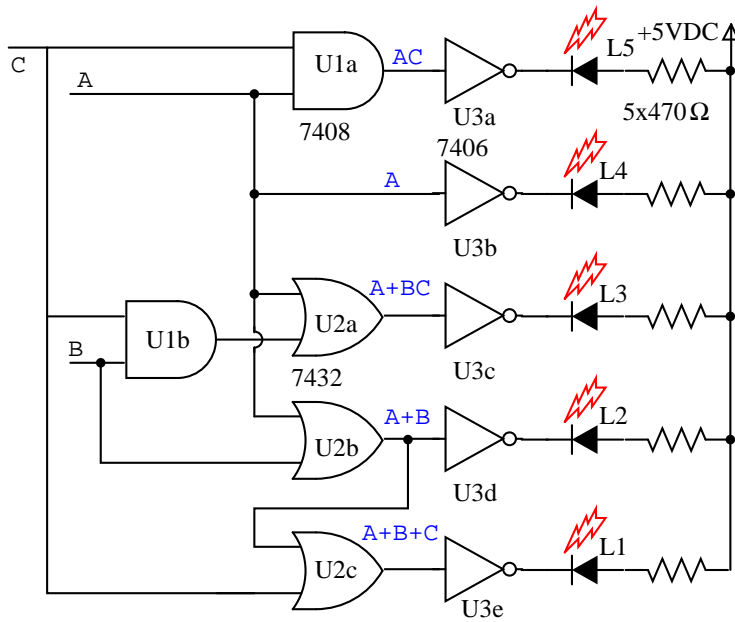 +5VDC
L5
C
U1a
AC
A
U3a
5x470Ω
7408
7406
L4
A
U3b
A+BC
L3
U1b
U2a
B
U3c
7432
A+B
L2
U2b
U3d
A+B+C
L1
U2c
U3e